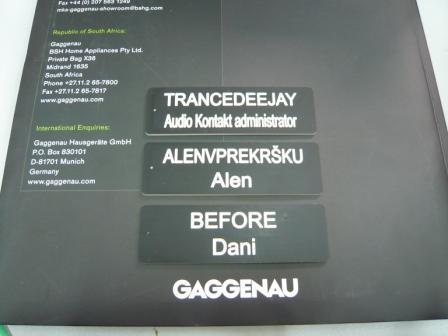 Fax +44 (0) 207 563 1249
mks-gaggenau-showroom@bshg.com
Republic of South Africa:
Gaggenau
BSH Home Appliances Pty Ltd.
Private Bag X36
Midrand 1635
South Africa
Phone +27.11.2 65-7800
Fax +27.11.2 65-7817
www.gaggenau.com
International Enquiries:
Gaggenau Hausgeräte GmbH
P.O. Box 830101
D-81701 Munich
Germany
www.gaggenau.com
TRANCEDEEJAY
Audio Kontakt administrator
ALENVPREKRŠKU
Alen
BEFORE
Dani
GAGGENAU